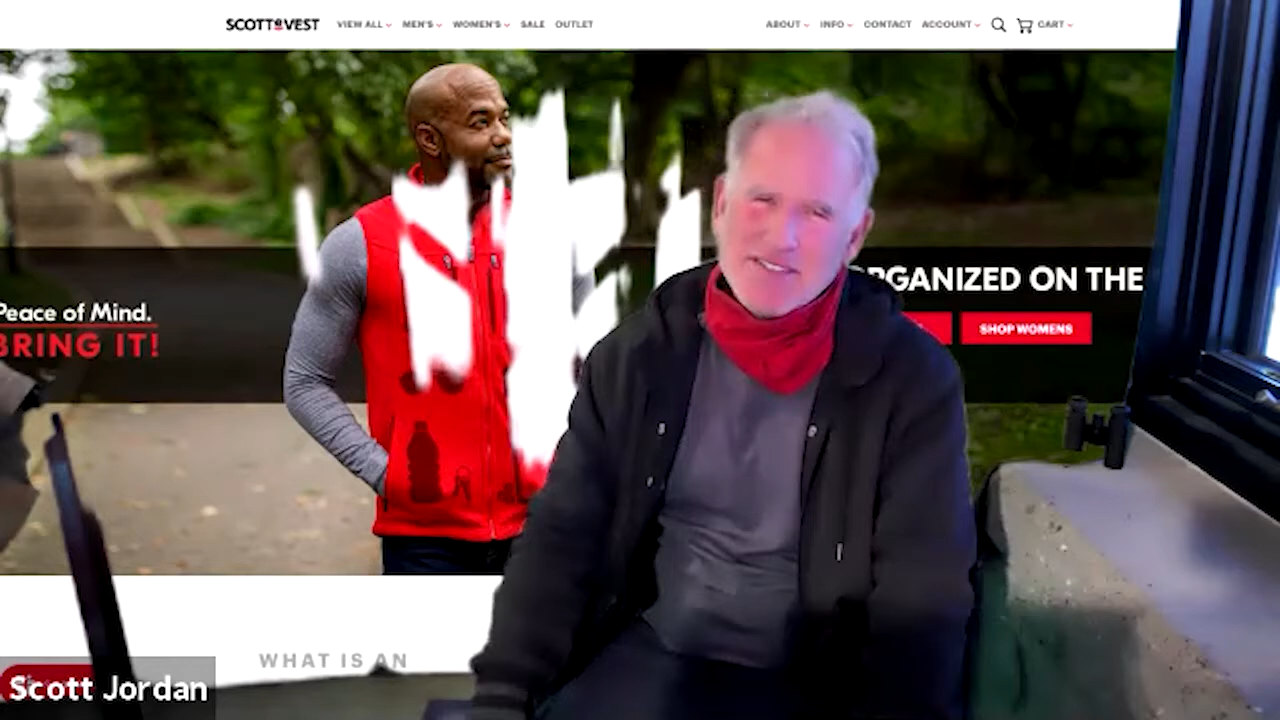 SCOTTEVEST VIEW ALL MEN'S WOMEN'S SALE OUTLET ABOUT INFO CONTACT ACCOUNT CART
RGANIZED ON THE
Peace of Mind.
BRING IT!
SHOP WOMENS
WHAT IS AN
Scott Jordan